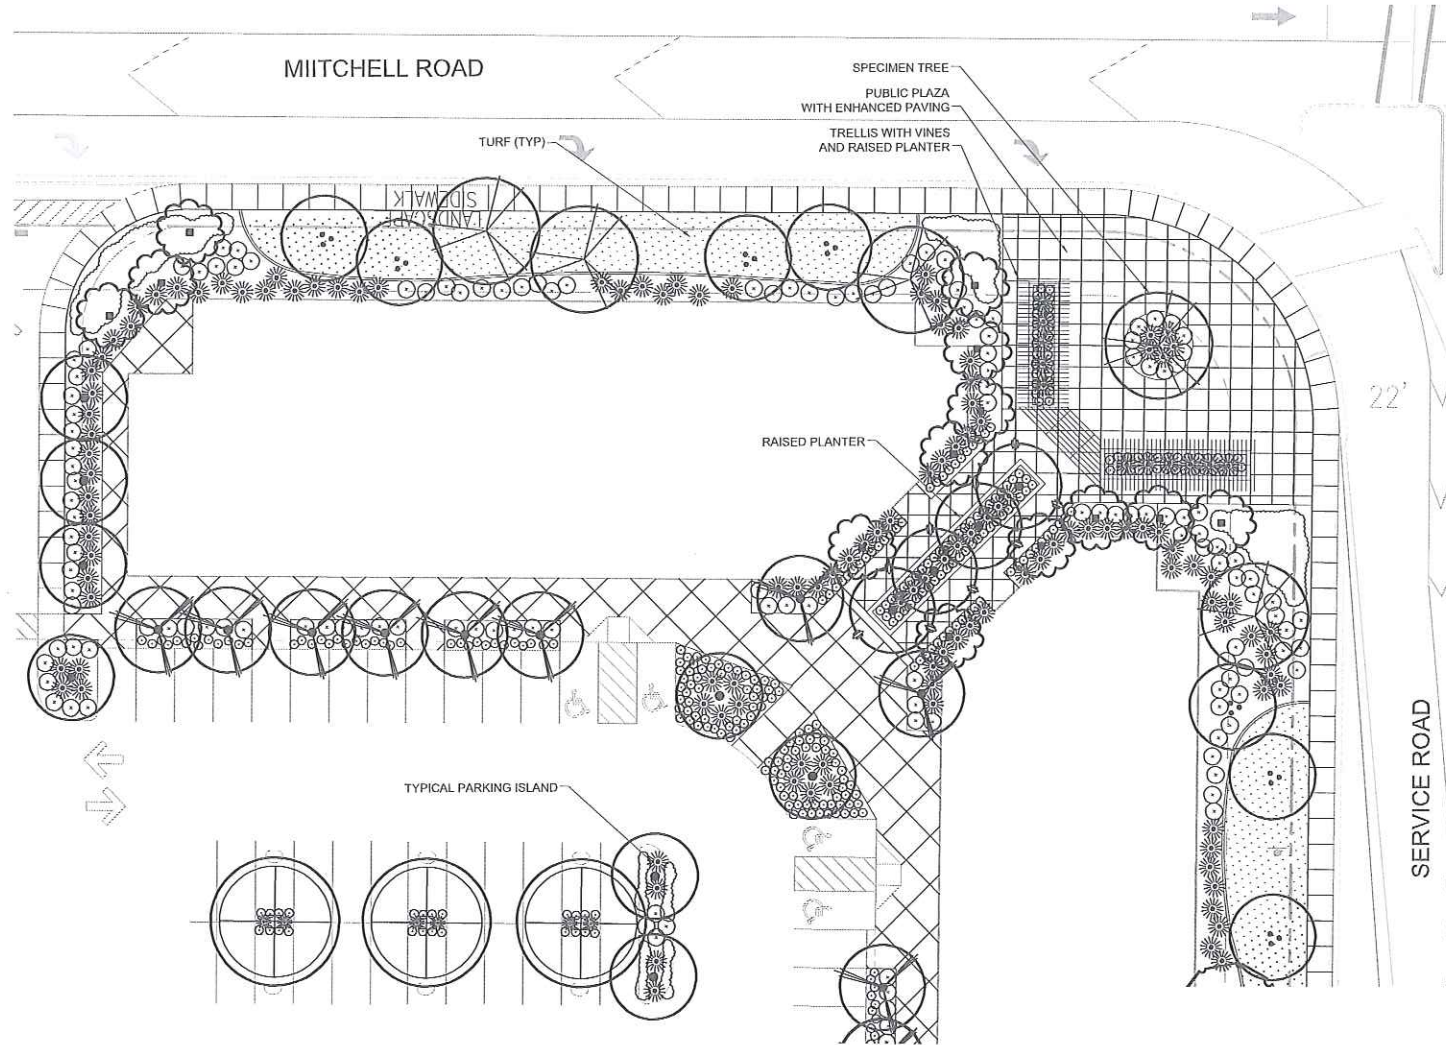 MIITCHELL ROAD
SPECIMEN TREE
PUBLIC PLAZA
WITH ENHANCED PAVING
TRELLIS WITH VINES
AND RAISED PLANTER
TURF (TYP)
SIDEWALK
22'
RAISED PLANTER
TYPICAL PARKING ISLAND
SERVICE ROAD